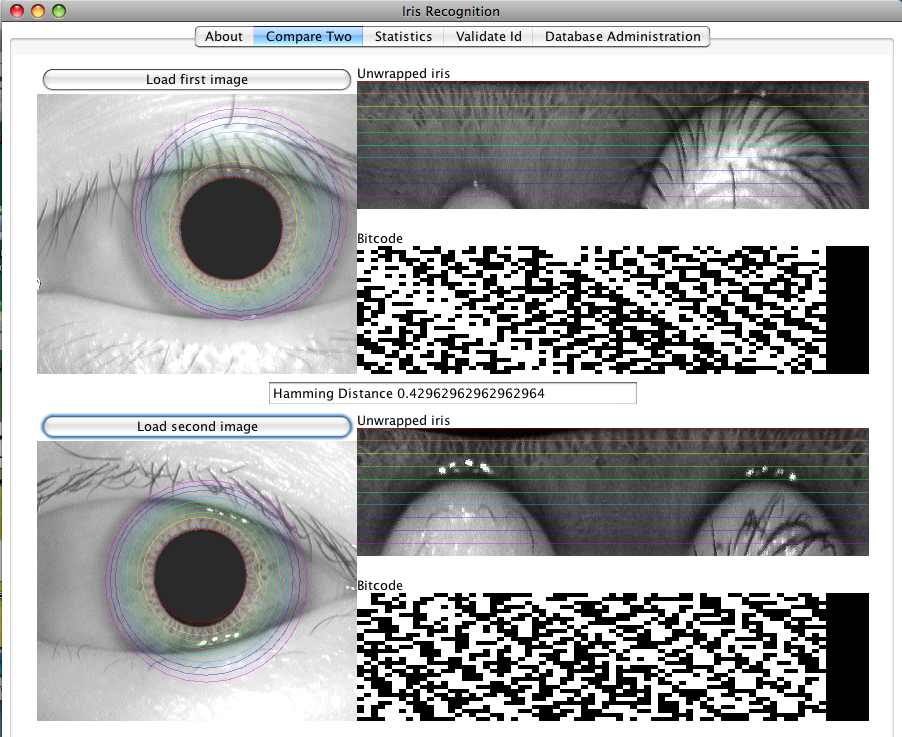 Iris Recognition
About Compare Two Statistics Validate Id Database Administration
Load first image
Unwrapped iris
Bitcode
Hamming Distance 0.42962962962962964
Load second image
Unwrapped iris
Bitcode